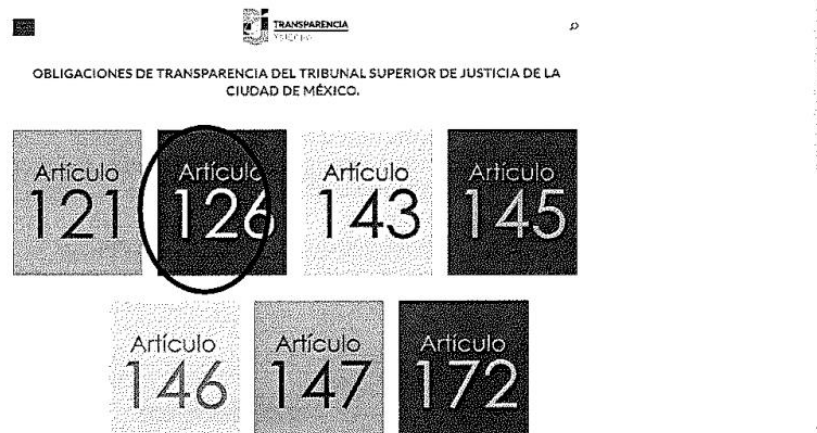 TRANSPARENCIA
OBLIGACIONES DE TRANSPARENCIA DEL TRIBUNAL SUPERIOR DE JUSTICIA DE LA
CIUDAD DE MÉXICO.
Artículo
121
Artículo
126
Artículo
143
Artículo
145
Artículo
146
Artículo
147
Artículo
172